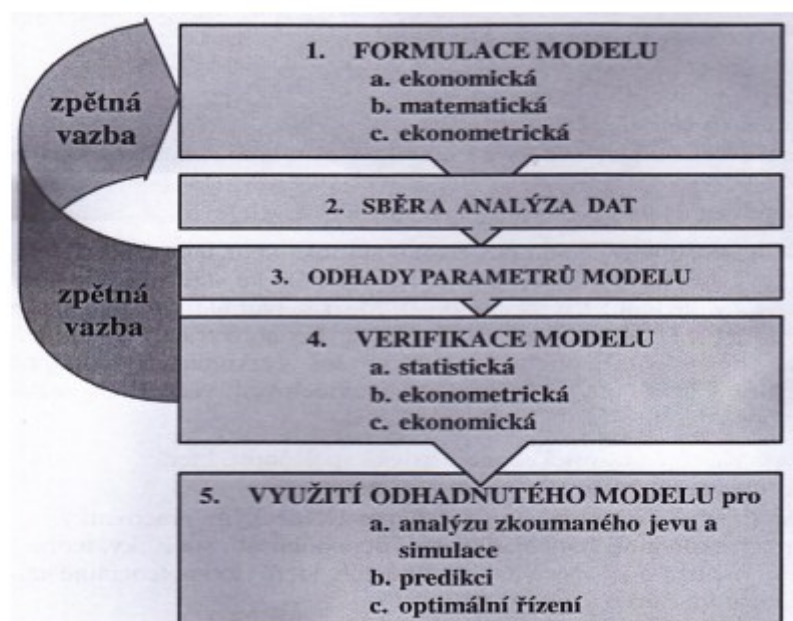 zpětná
vazba
1. FORMULACE MODELU
a. ekonomická
b. matematická
c. ekonometrická
2. SBĚR A ANALÝZA DAT
3. ODHADY PARAMETRŮ MODELU
zpětná
vazba
4. VERIFIKACE MODELU
a. statistická
b. ekonometrická
c. ekonomická
5. VYUŽITÍ ODHADNUTÉHO MODELU pro
a. analýzu zkoumaného jevu a
simulace
b. predikci
c. optimální řízení